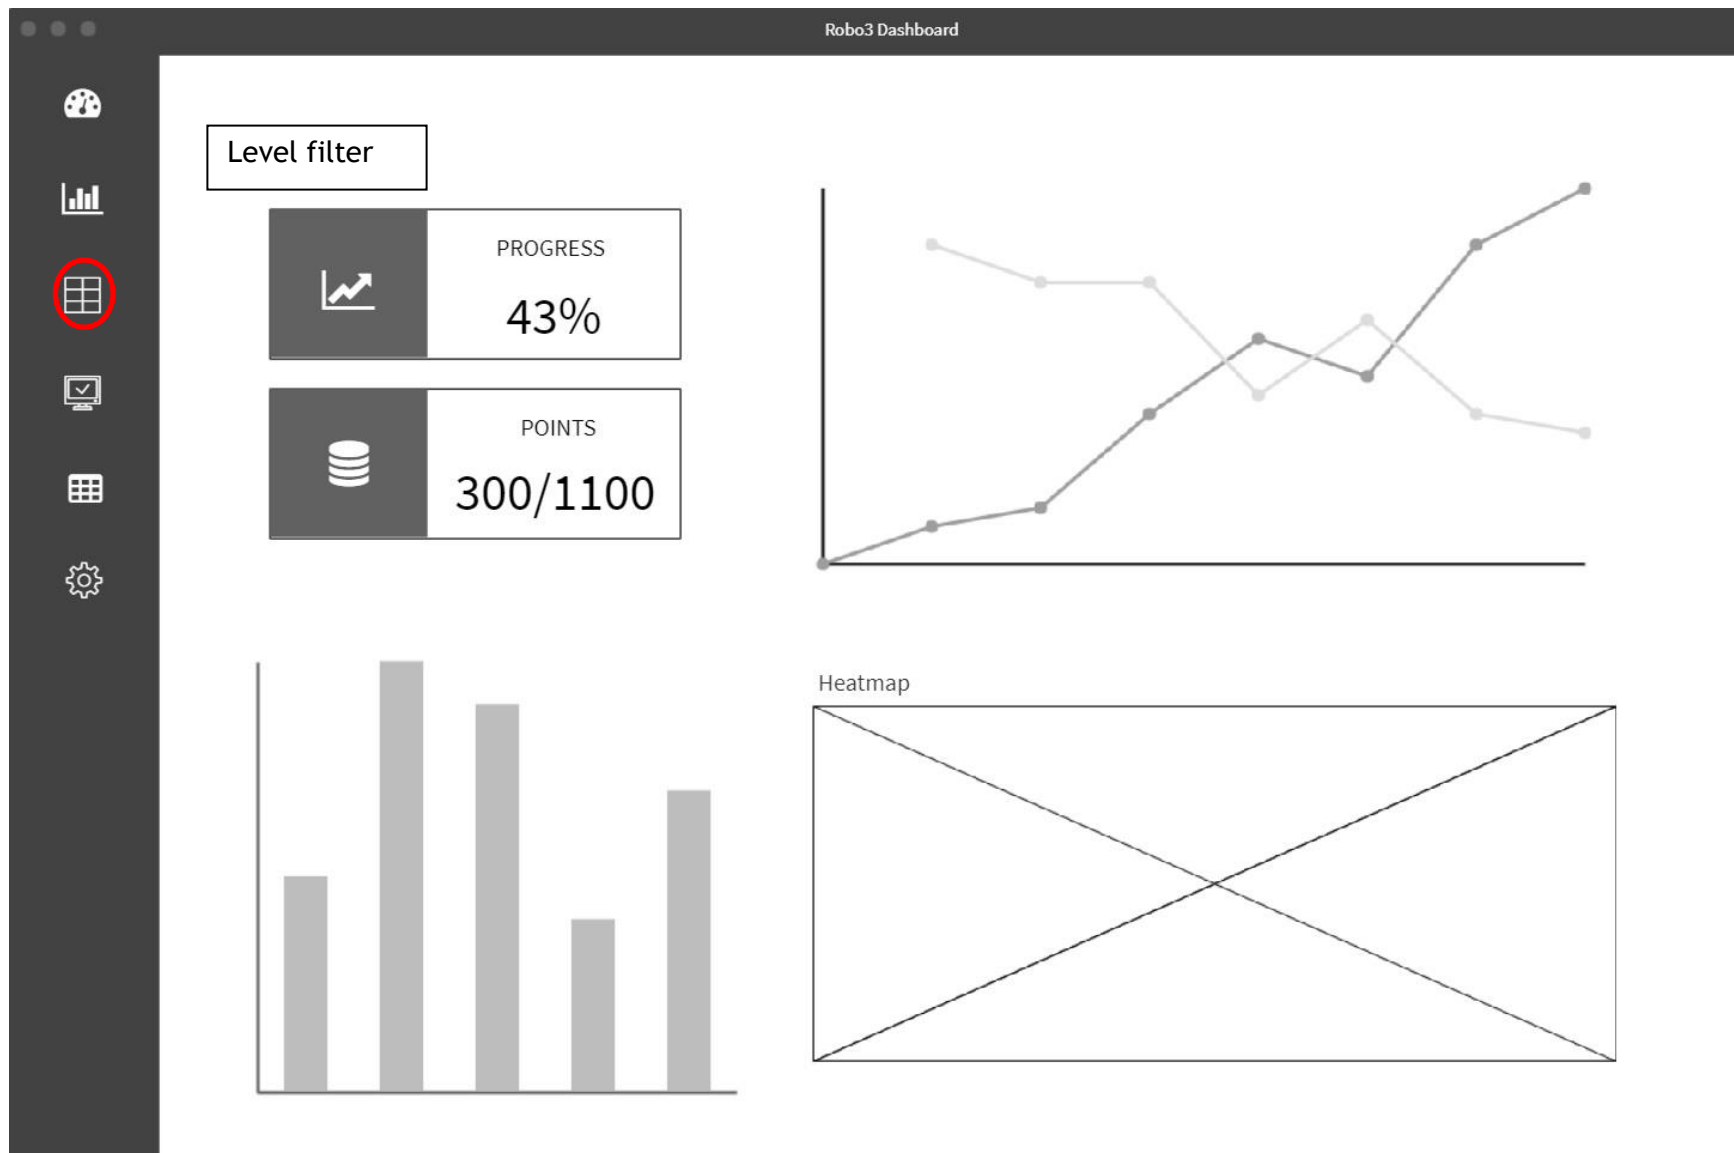 Robo3 Dashboard
Level filter
PROGRESS
43%
POINTS
300/1100
Heatmap